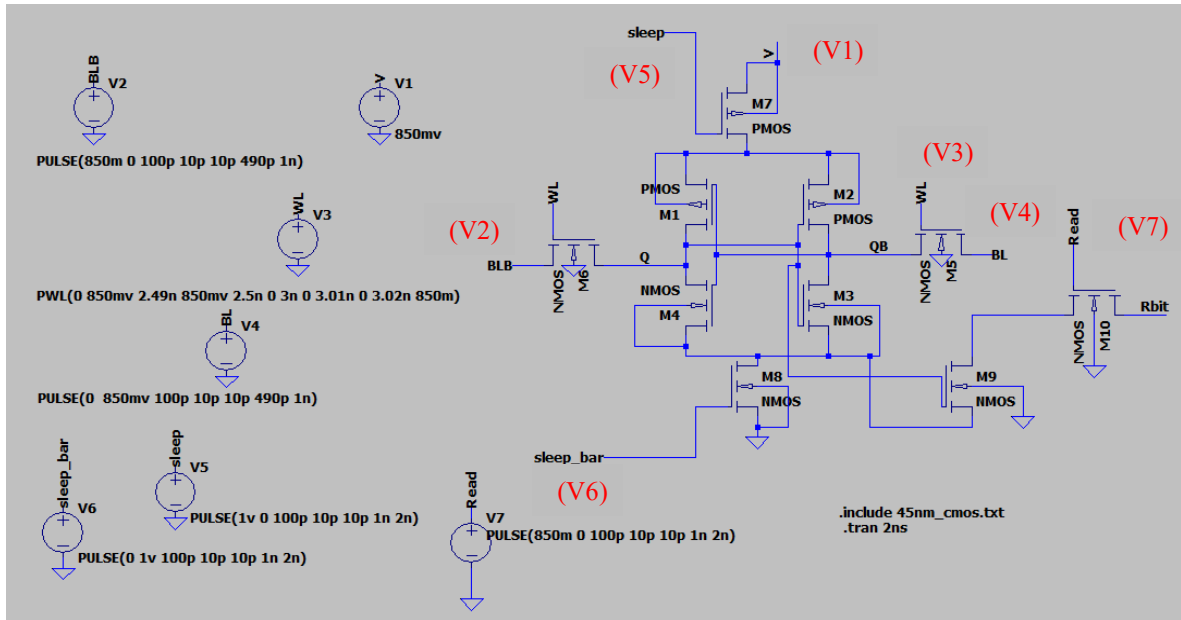 sleep
V
(V1)
(V5)
M7
PMOS
BLB
V2
PULSE(850m 0 100p 10p 10p 490p 1n)
V
V1
850mv
WL
V3
PWL(0 850mv 2.49n 850mv 2.5n 0 3n 0 3.01n 0 3.02n 850m)
BL
V4
PULSE(0 850mv 100p 10p 10p 490p 1n)
PMOS
M1
M2
PMOS
(V3)
(V4)
(V7)
(V2)
WL
BLB
NMOS
M6
Q
QB
WL
NMOS
M5
BL
Read
NMOS
M10
Rbit
NMOS
M4
M3
NMOS
M8
NMOS
M9
NMOS
sleep_bar
(V6)
sleep_bar
V6
PULSE(0 1v 100p 10p 10p 1n 2n)
sleep
V5
PULSE(1v 0 100p 10p 10p 1n 2n)
Read
V7
PULSE(850m 0 100p 10p 10p 1n 2n)
.include 45nm_cmos.txt
.tran 2ns